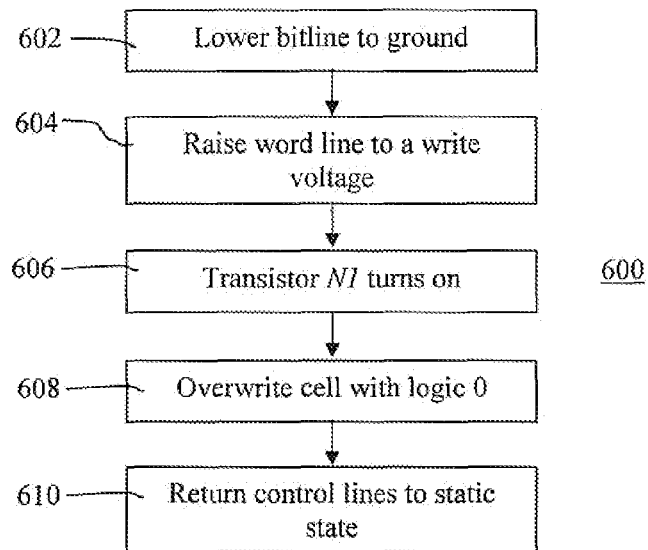 602
Lower bitline to ground
604
Raise word line to a write
voltage
606
Transistor N1 turns on
600
608
Overwrite cell with logic 0
610
Return control lines to static
state